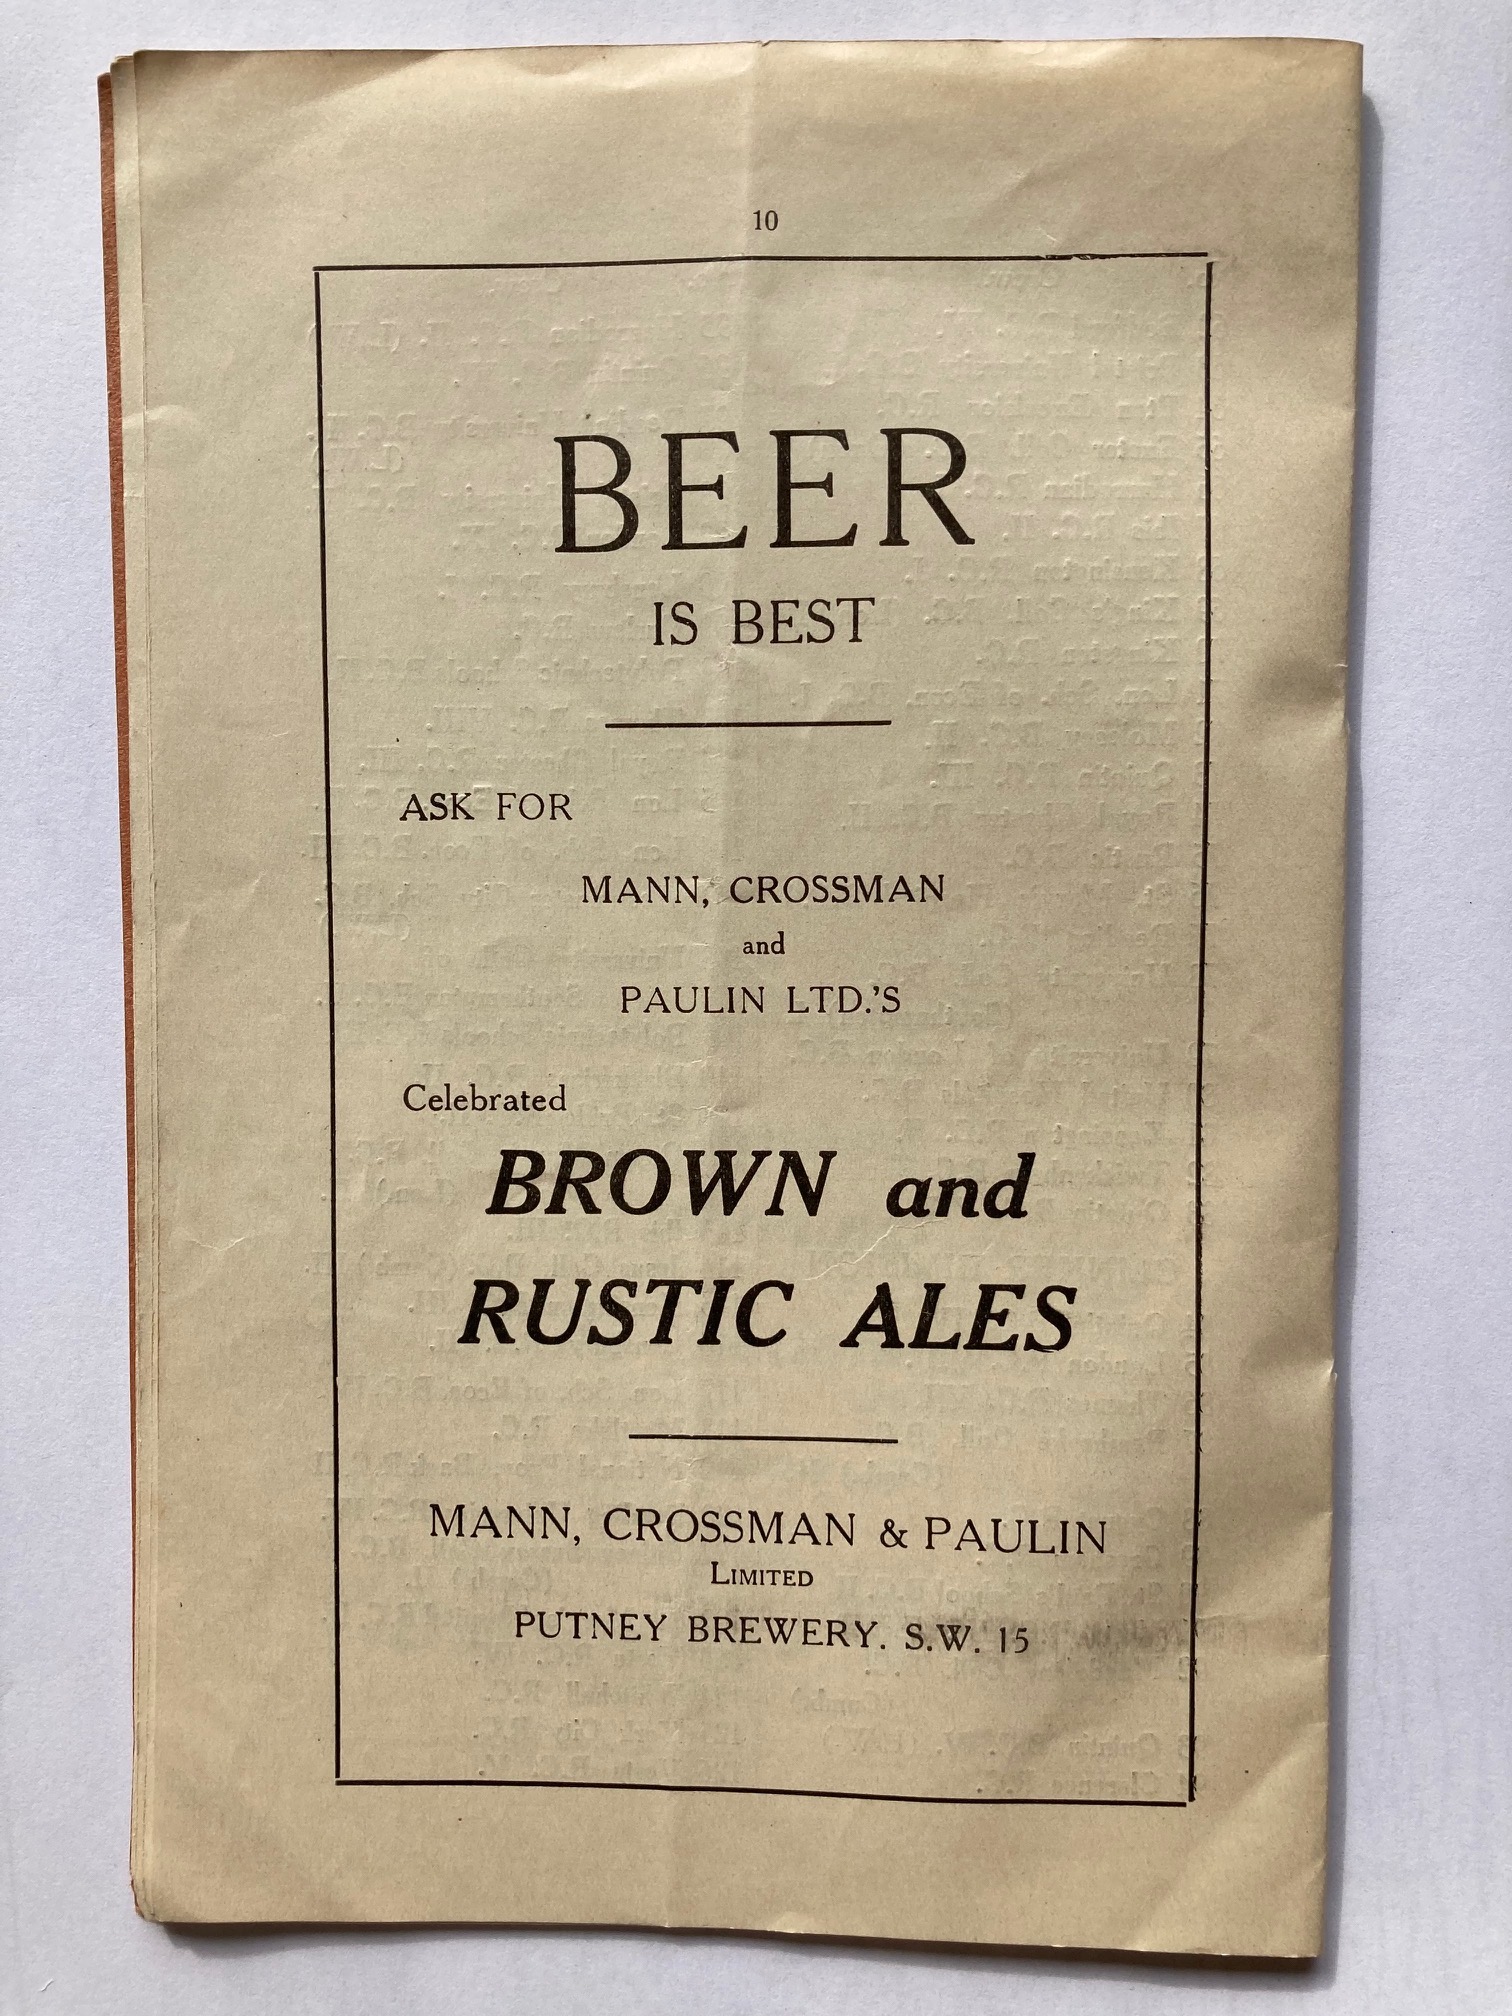 10
BEER
IS BEST
ASK FOR
MANN, CROSSMAN
and
PAULIN LTD.'S
Celebrated
BROWN and
RUSTIC ALES
MANN, CROSSMAN & PAULIN
LIMITED
PUTNEY BREWERY. S.W. 15